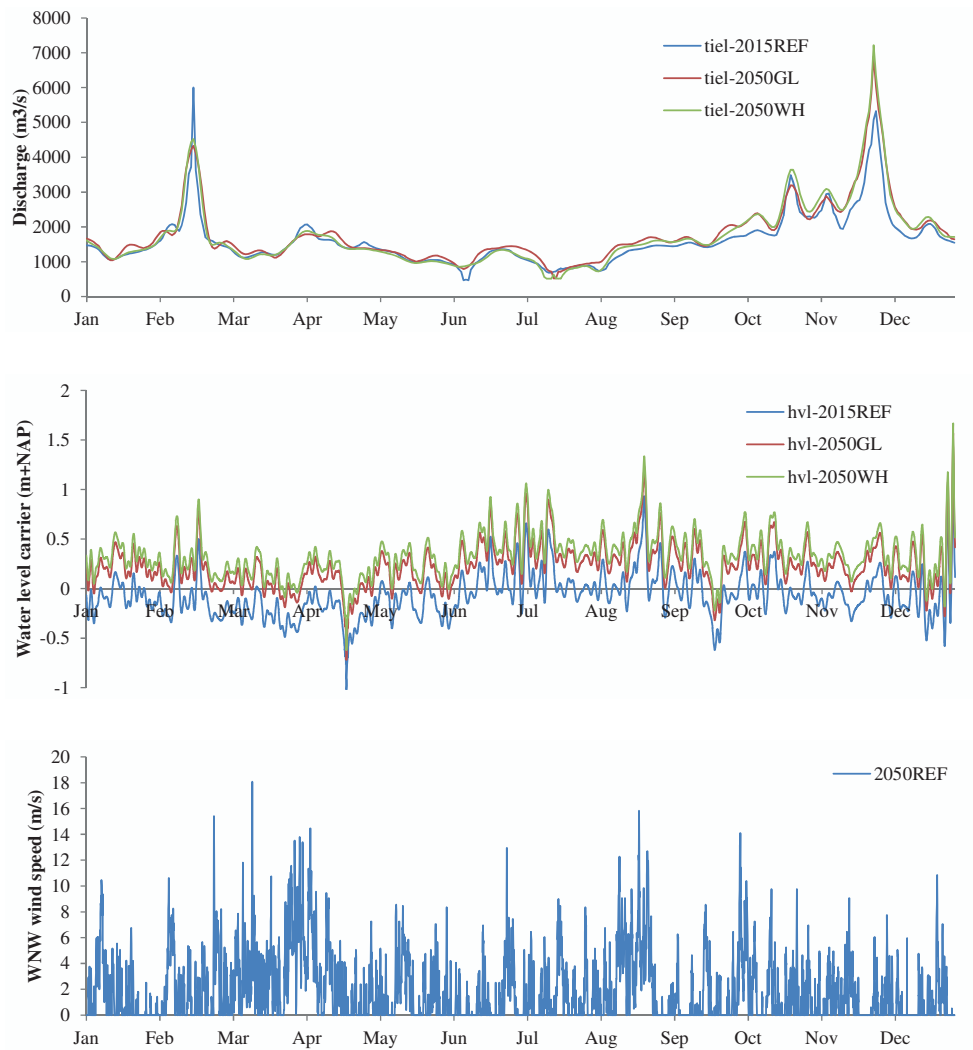 Discharge (m3/s)
8000
7000
6000
5000
4000
3000
2000
1000
0
tiel-2015REF
tiel-2050GL
tiel-2050WH
Jan Feb Mar Apr May Jun Jul Aug Sep Oct Nov Dec
Water level carrier (m+NAP)
2
1.5
1
0.5
0
-0.5
-1
hvl-2015REF
hvl-2050GL
hvl-2050WH
Jan Feb Mar Apr May Jun Jul Aug Sep Oct Nov Dec
WNW wind speed (m/s)
20
18
16
14
12
10
8
6
4
2
0
2050REF
Jan Feb Mar Apr May Jun Jul Aug Sep Oct Nov Dec